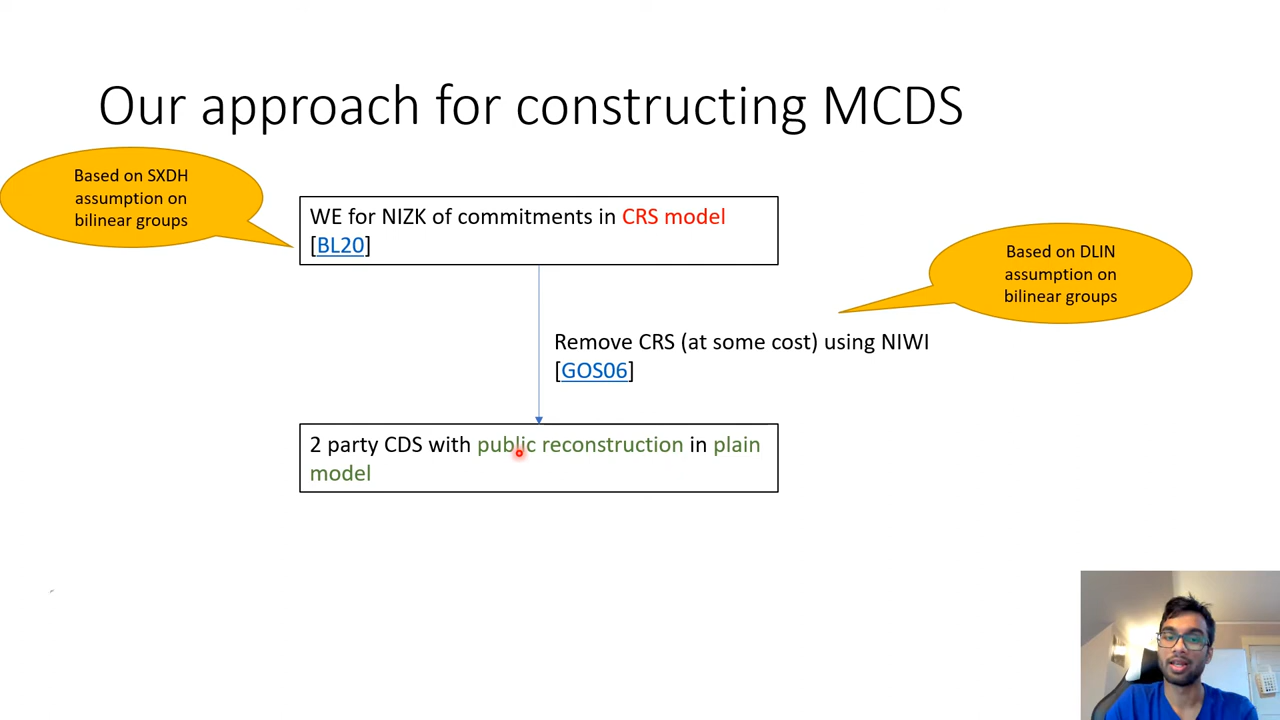 Our approach for constructing MCDS
Based on SXDH
assumption on
bilinear groups
WE for NIZK of commitments in CRS model
[BL20]
Based on DLIN
assumption on
bilinear groups
Remove CRS (at some cost) using NIWI
[GOS06]
2 party CDS with public reconstruction in plain
model